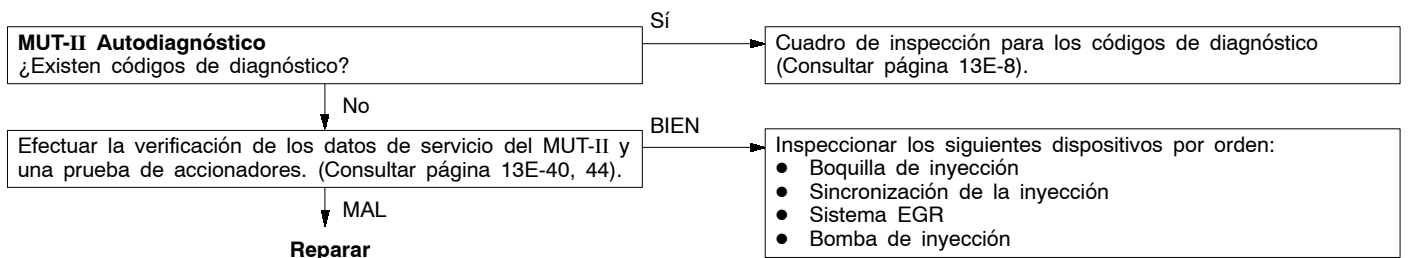 Sí
MUT-II Autodiagnóstico
¿Existen códigos de diagnóstico?
Cuadro de inspección para los códigos de diagnóstico
(Consultar página 13E-8).
No
BIEN
Efectuar la verificación de los datos de servicio del MUT-II y
una prueba de accionadores. (Consultar página 13E-40, 44).
Inspeccionar los siguientes dispositivos por orden:
● Boquilla de inyección
● Sincronización de la inyección
● Sistema EGR
● Bomba de inyección
MAL
Reparar